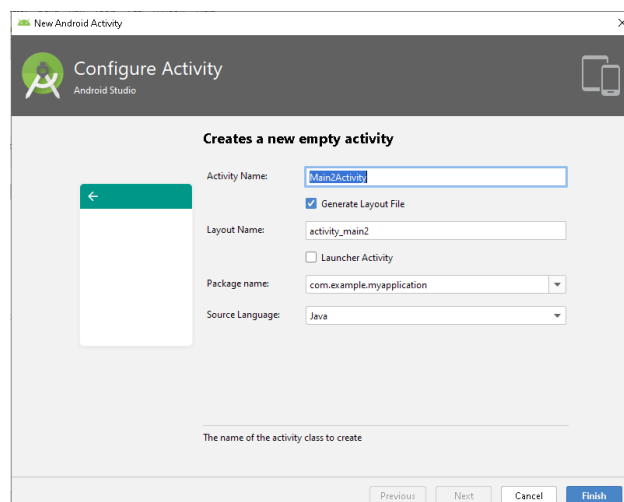 New Android Activity
Configure Activity
Android Studio
Creates a new empty activity
Activity Name: Main2Activity
Generate Layout File
Layout Name: activity_main2
Launcher Activity
Package name: com.example.myapplication
Source Language: Java
The name of the activity class to create
Previous Next Cancel Finish